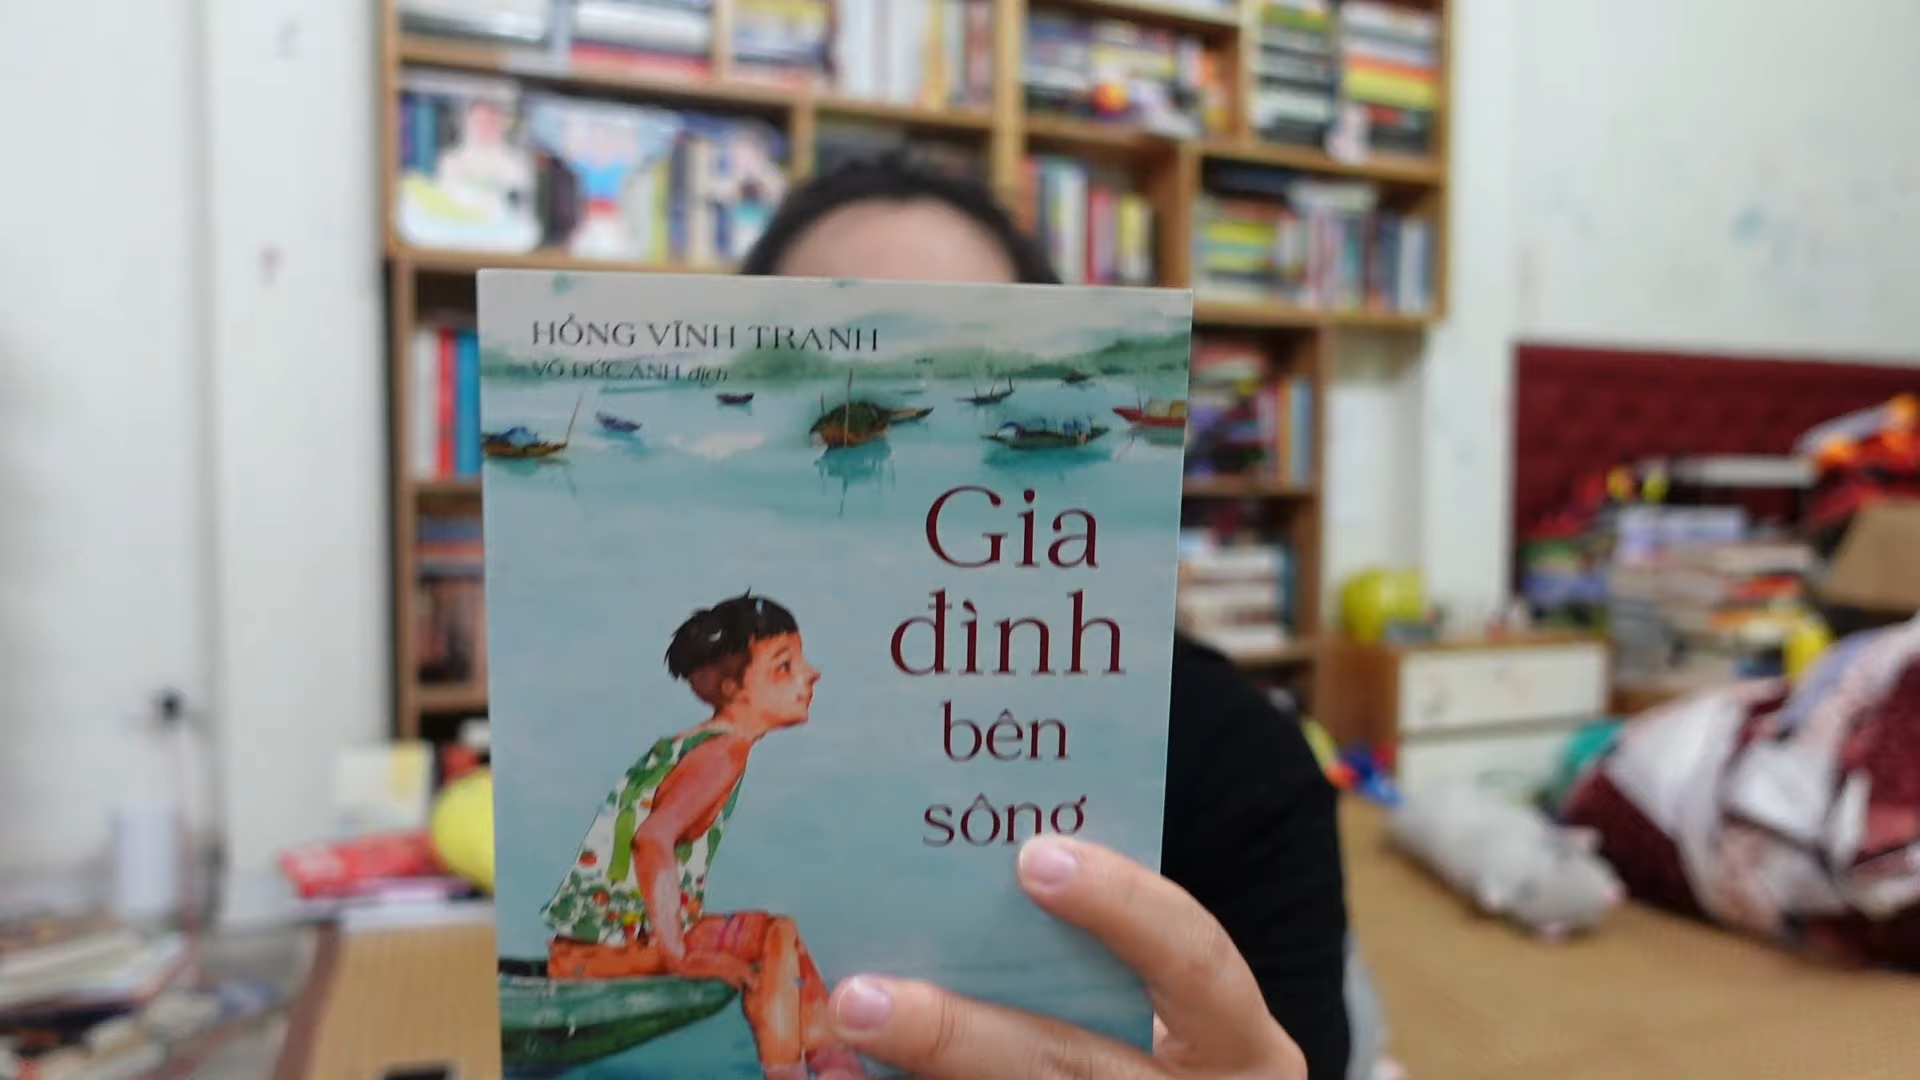 HỒNG VĨNH TRANH
VÕ ĐỨC ANH dịch
Gia
đình
bên
sông